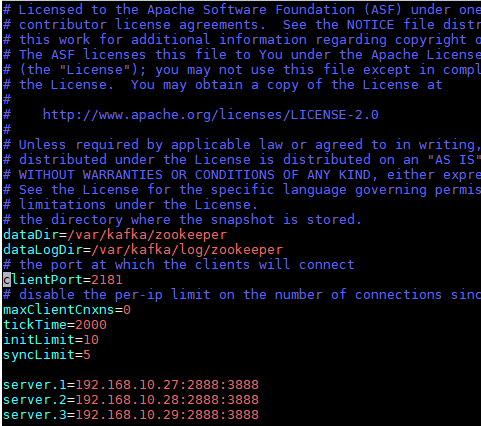 # Licensed to the Apache Software Foundation (ASF) under one
# contributor license agreements.  See the NOTICE file distr
# this work for additional information regarding copyright o
# The ASF licenses this file to You under the Apache License
# (the "License"); you may not use this file except in compl
# the License.  You may obtain a copy of the License at
#
#    http://www.apache.org/licenses/LICENSE-2.0
#
# Unless required by applicable law or agreed to in writing,
# distributed under the License is distributed on an "AS IS"
# WITHOUT WARRANTIES OR CONDITIONS OF ANY KIND, either expre
# See the License for the specific language governing permis
# limitations under the License.
# the directory where the snapshot is stored.
dataDir=/var/kafka/zookeeper
dataLogDir=/var/kafka/log/zookeeper
# the port at which the clients will connect
clientPort=2181
# disable the per-ip limit on the number of connections sinc
maxClientCnxns=0
tickTime=2000
initLimit=10
syncLimit=5
server.1=192.168.10.27:2888:3888
server.2=192.168.10.28:2888:3888
server.3=192.168.10.29:2888:3888